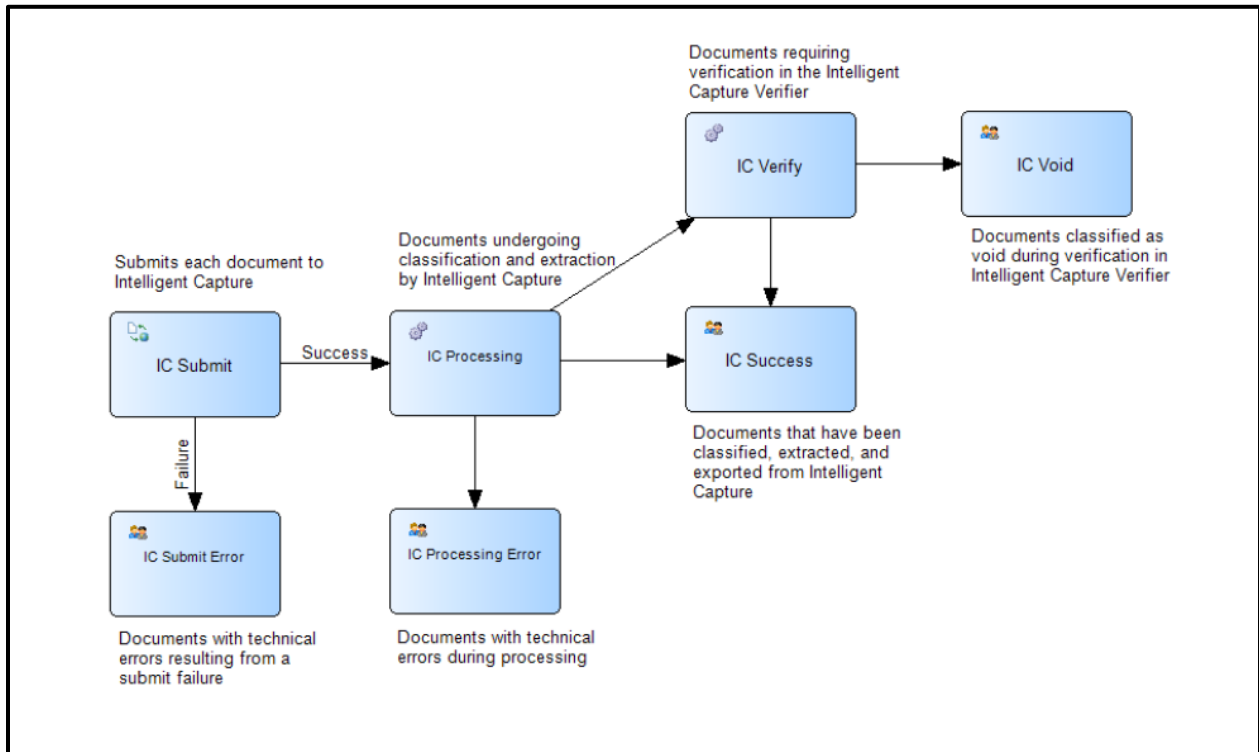 Documents requiring
verification in the Intelligent
Capture Verifier
IC Verify
IC Void
Documents classified as
void during verification in
Intelligent Capture Verifier
Documents undergoing
classification and extraction
by Intelligent Capture
Submits each document to
Intelligent Capture
IC Submit
Success
IC Processing
IC Success
Documents that have been
classified, extracted, and
exported from Intelligent
Capture
Failure
IC Submit Error
IC Processing Error
Documents with technical
errors resulting from a
submit failure
Documents with technical
errors during processing